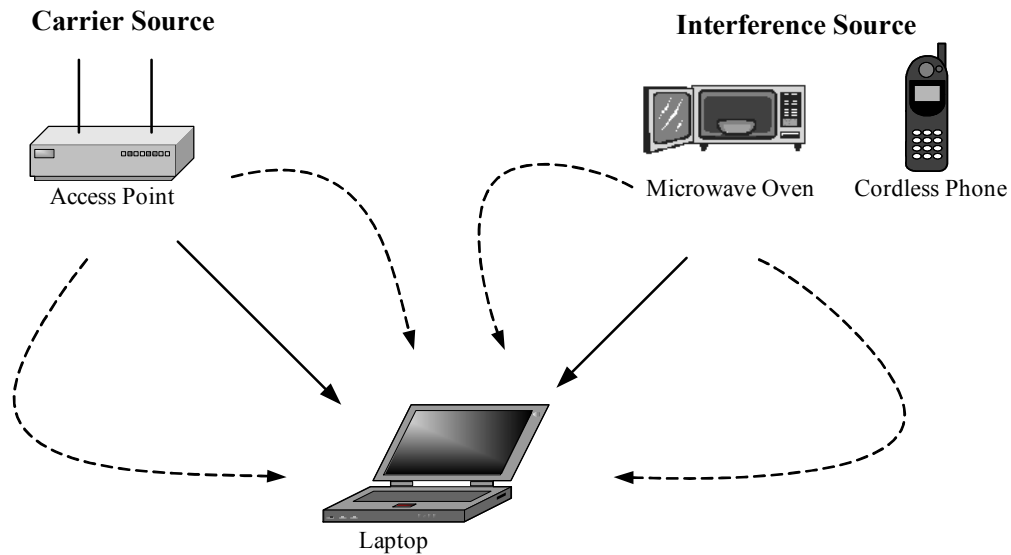 Carrier Source
Interference Source
Access Point
Microwave Oven
Cordless Phone
Laptop